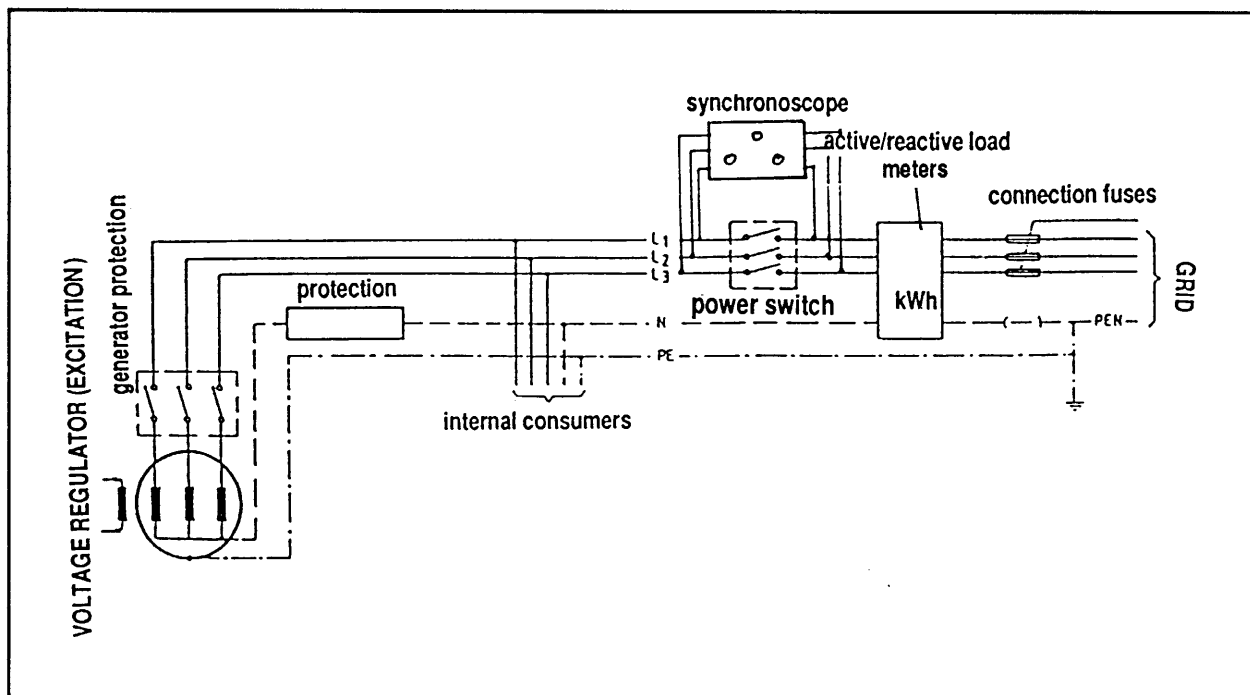 synchronoscope
active/reactive load
meters
connection fuses
generator protection
VOLTAGE REGULATOR (EXCITATION)
protection
L1
L2
L3
power switch
kWh
GRID
N
PEN
PE
internal consumers